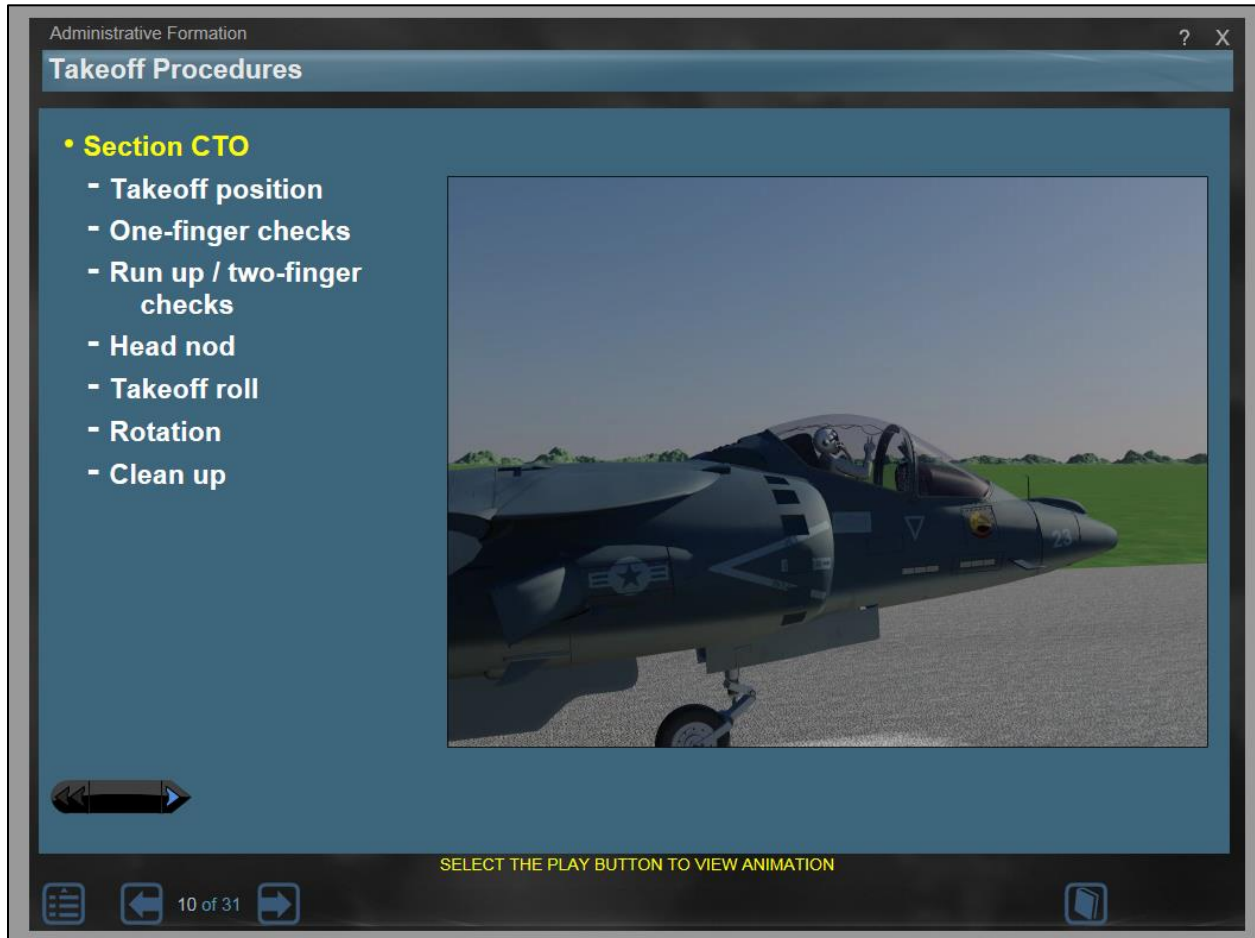 Administrative Formation
? X
Takeoff Procedures
• Section CTO
- Takeoff position
- One-finger checks
- Run up / two-finger
checks
- Head nod
- Takeoff roll
- Rotation
- Clean up
23
SELECT THE PLAY BUTTON TO VIEW ANIMATION
10 of 31